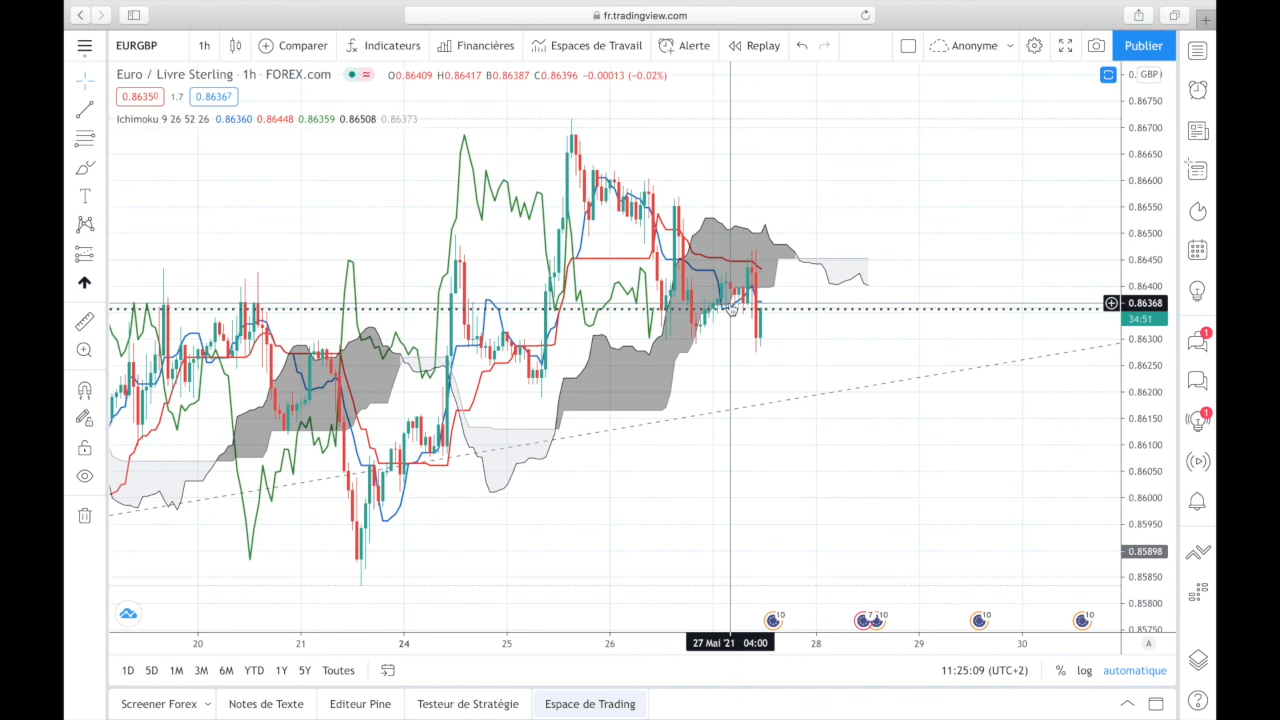 fr.tradingview.com
EURGBP 1h Comparer Indicateurs Financières Espaces de Travail Alerte Replay Anonyme Publier
Euro / Livre Sterling · 1h · FOREX.com O0.86409 H0.86417 B0.86387 C0.86396 −0.00013 (−0.02%)
0.86350 1.7 0.86367
Ichimoku 9 26 52 26 0.86360 0.86448 0.86359 0.86508 0.86373
GBP
0.86750
0.86700
0.86650
0.86600
0.86550
0.86500
0.86450
0.86400
0.86368
34:51
0.86300
0.86250
0.86200
0.86150
0.86100
0.86050
0.86000
0.85950
0.85898
0.85850
0.85800
0.85750
1
1
10 7 10 10 10
20 21 24 25 26 27 Mai '21 04:00 28 29 30 A
1D 5D 1M 3M 6M YTD 1Y 5Y Toutes 11:25:09 (UTC+2) % log automatique
Screener Forex Notes de Texte Editeur Pine Testeur de Stratégie Espace de Trading